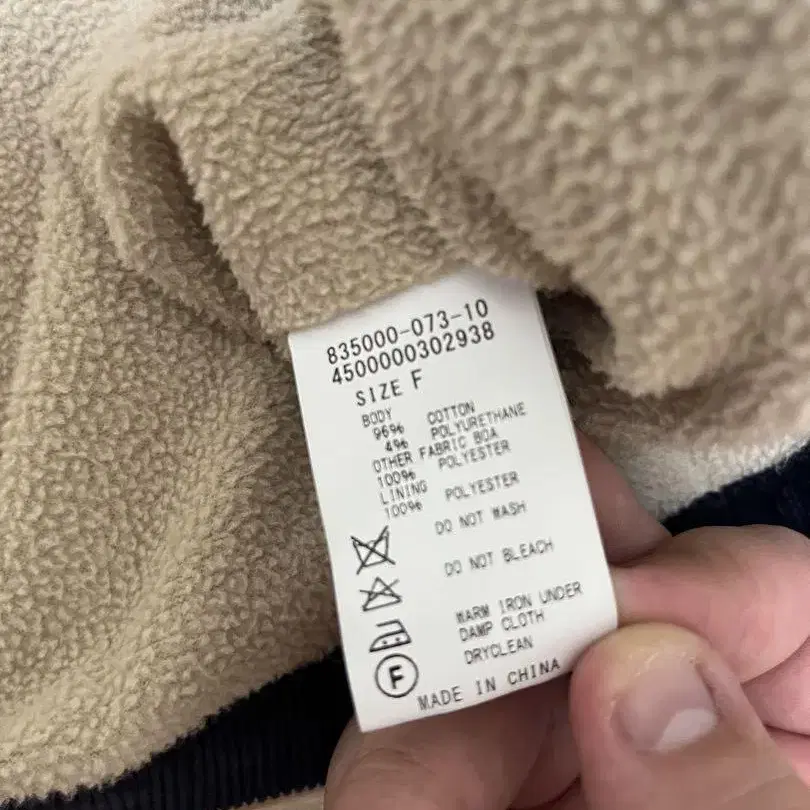 835000-073-10
4500000302938
SIZE F
BODY
96% COTTON
4% POLYURETHANE
OTHER FABRIC BOA
100% POLYESTER
LINING
100% POLYESTER
DO NOT WASH
DO NOT BLEACH
WARM IRON UNDER
DAMP CLOTH
DRYCLEAN
F
MADE IN CHINA